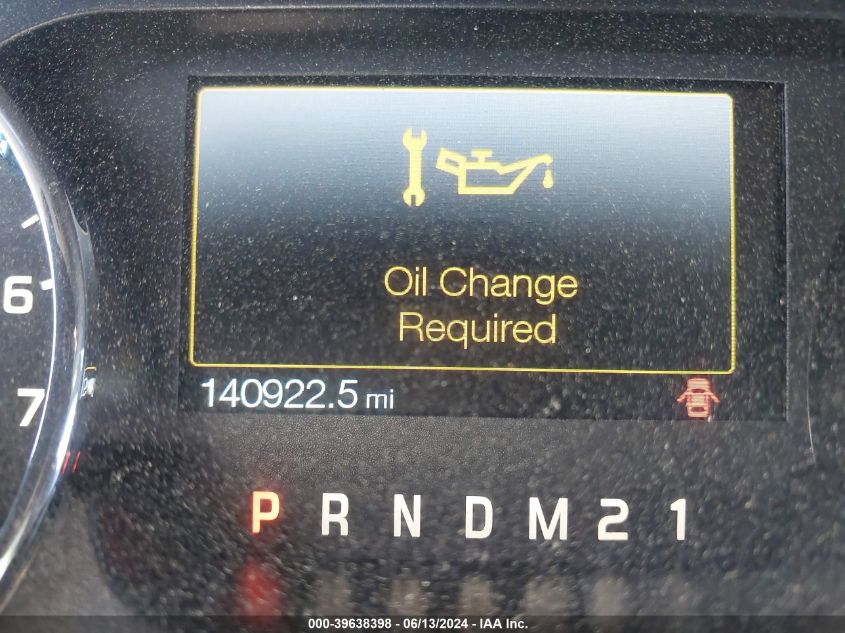 Oil Change
Required
6
140922.5 mi
7
P R N D M 2 1
000-39638398 - 06/13/2024 - IAA Inc.